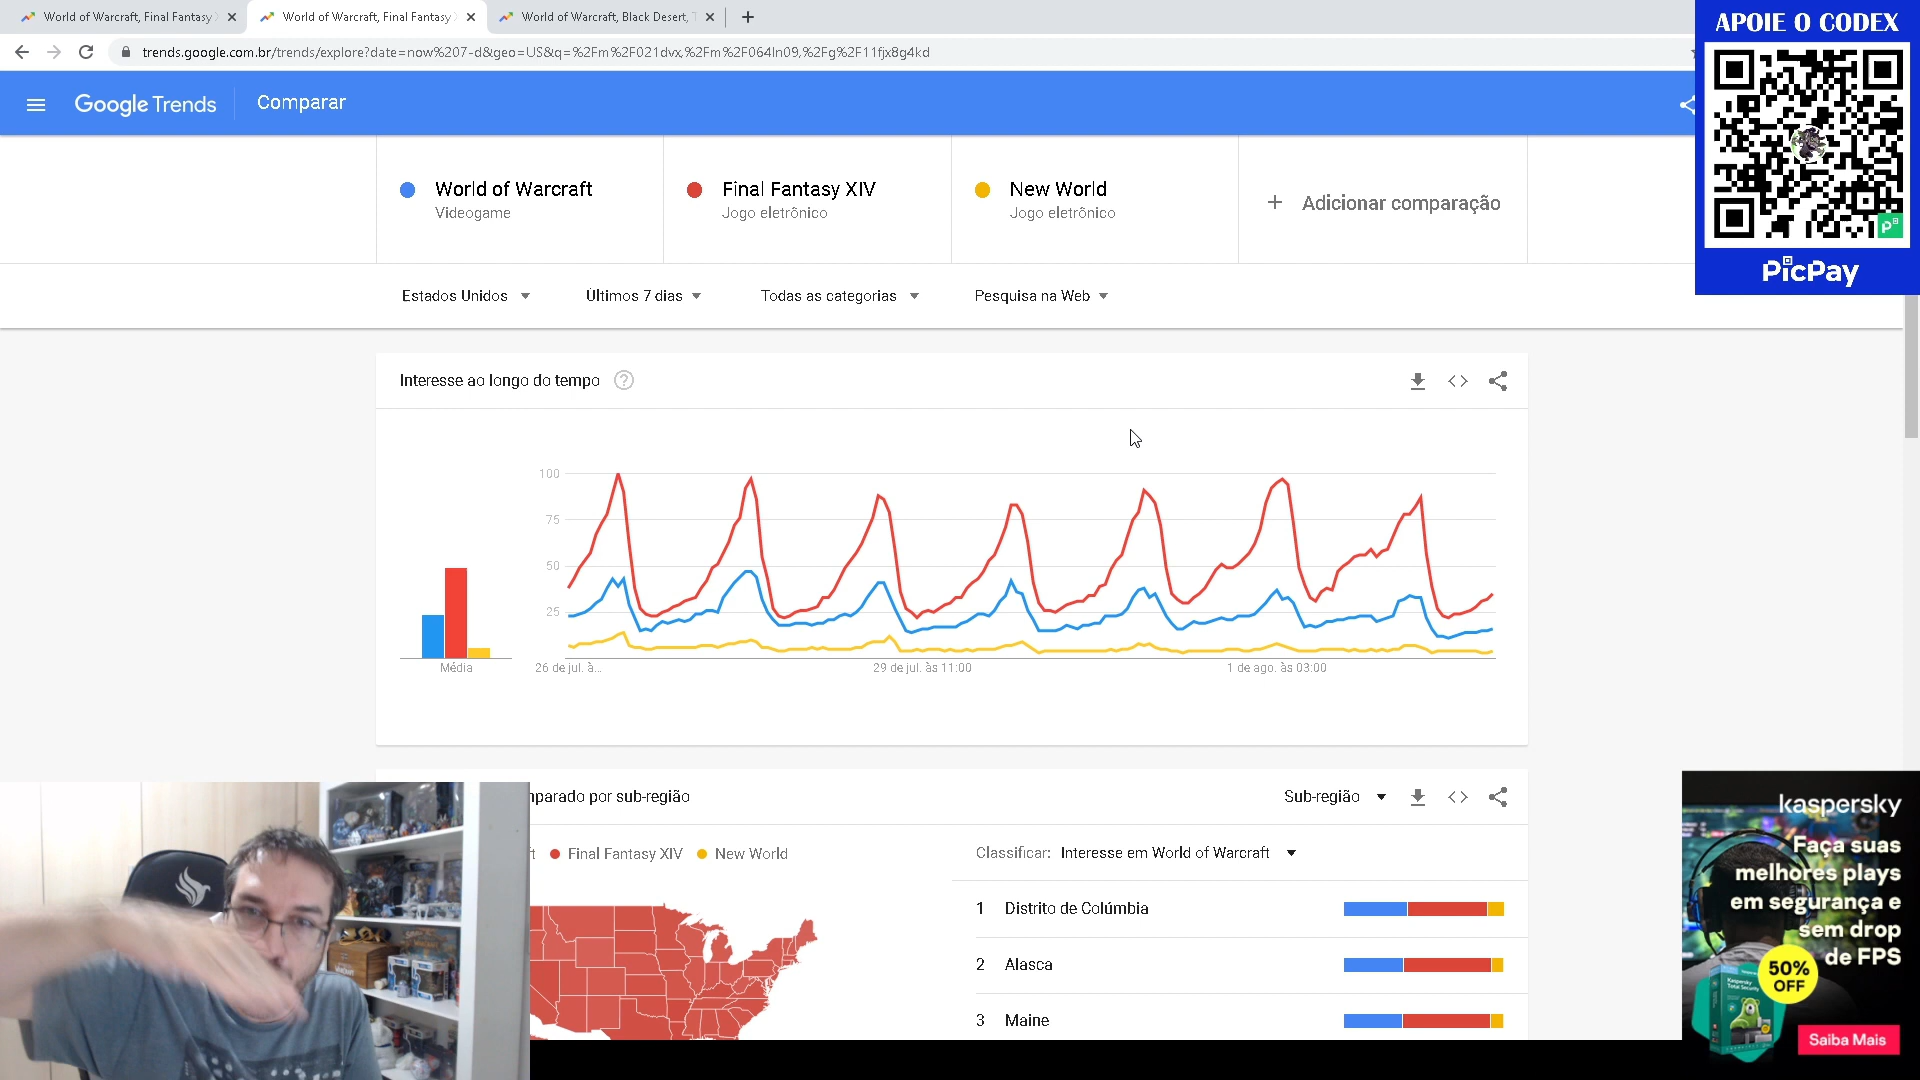 World of Warcraft, Final Fantasy
World of Warcraft, Final Fantasy
World of Warcraft, Black Desert,
trends.google.com.br/trends/explore?date=now%207-d&geo=US&q=%2Fm%2F021dvx,%2Fm%2F064ln09,%2Fg%2F11fjx8g4kd
APOIE O CODEX
PicPay
Google Trends
Comparar
World of Warcraft
Videogame
Final Fantasy XIV
Jogo eletrônico
New World
Jogo eletrônico
+ Adicionar comparação
Estados Unidos
Últimos 7 dias
Todas as categorias
Pesquisa na Web
Interesse ao longo do tempo
100
75
50
25
Média
26 de jul. à...
29 de jul. às 11:00
1 de ago. às 03:00
mparado por sub-região
Sub-região
Final Fantasy XIV
New World
Classificar: Interesse em World of Warcraft
1 Distrito de Colúmbia
2 Alasca
3 Maine
kaspersky
Faça suas
melhores plays
em segurança e
sem drop
de FPS
50%
OFF
Saiba Mais